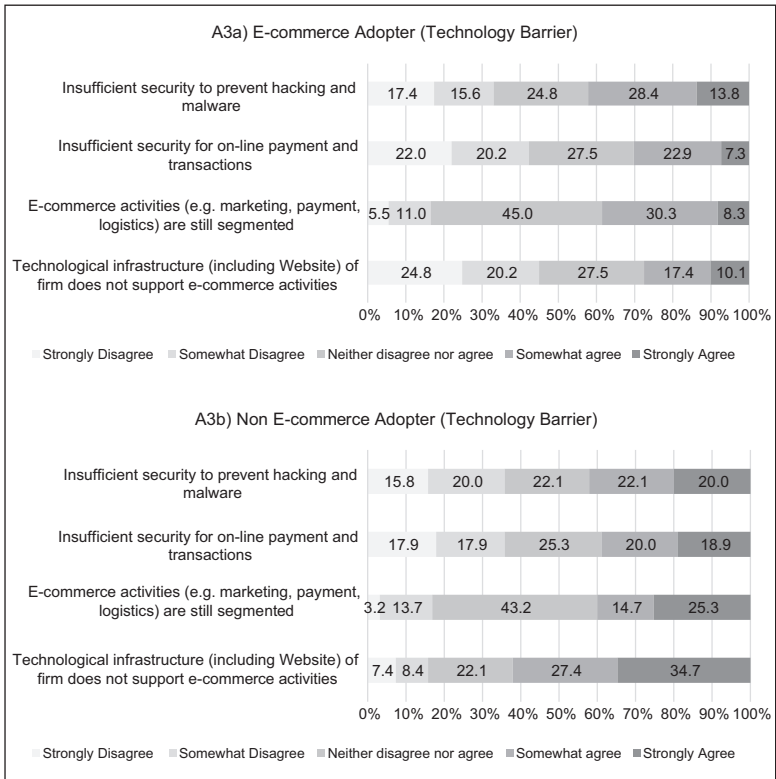 A3a) E-commerce Adopter (Technology Barrier)
Insufficient security to prevent hacking and
malware
17.4 15.6 24.8 28.4 13.8
Insufficient security for on-line payment and
transactions
22.0 20.2 27.5 22.9 7.3
E-commerce activities (e.g. marketing, payment,
logistics) are still segmented
5.5 11.0 45.0 30.3 8.3
Technological infrastructure (including Website) of
firm does not support e-commerce activities
24.8 20.2 27.5 17.4 10.1
0% 10% 20% 30% 40% 50% 60% 70% 80% 90% 100%
Strongly Disagree Somewhat Disagree Neither disagree nor agree Somewhat agree Strongly Agree
A3b) Non E-commerce Adopter (Technology Barrier)
Insufficient security to prevent hacking and
malware
15.8 20.0 22.1 22.1 20.0
Insufficient security for on-line payment and
transactions
17.9 17.9 25.3 20.0 18.9
E-commerce activities (e.g. marketing, payment,
logistics) are still segmented
3.2 13.7 43.2 14.7 25.3
Technological infrastructure (including Website) of
firm does not support e-commerce activities
7.4 8.4 22.1 27.4 34.7
0% 10% 20% 30% 40% 50% 60% 70% 80% 90% 100%
Strongly Disagree Somewhat Disagree Neither disagree nor agree Somewhat agree Strongly Agree